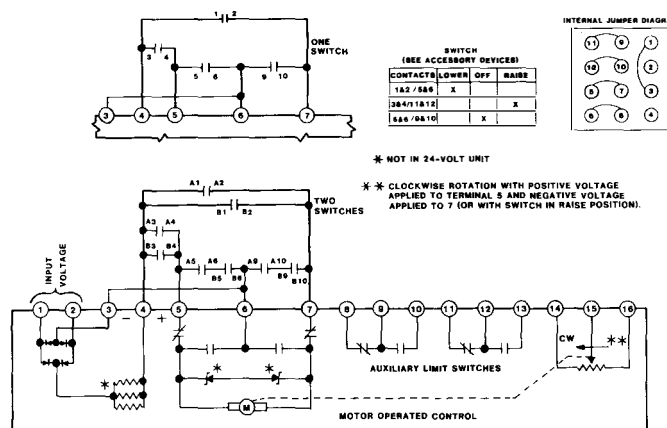 INTERNAL JUMPER DIAGRA
1 2
ONE
SWITCH
3 4
5 6
9 10
3 4 5 6 7
SWITCH
(SEE ACCESSORY DEVICES)
CONTACTS LOWER OFF RAISE
1&2 / 5&6 X
3&4/11&12 X
5&6 /9&10 X
11 9 1
12 10 2
5 7 3
6 8 4
* NOT IN 24-VOLT UNIT
** CLOCKWISE ROTATION WITH POSITIVE VOLTAGE
APPLIED TO TERMINAL 5 AND NEGATIVE VOLTAGE
APPLIED TO 7 (OR WITH SWITCH IN RAISE POSITION).
A1 A2
B1 B2
TWO
SWITCHES
A3 A4
B3 B4
A5 A6 A9 A10
B5 B6 B9 B10
INPUT
VOLTAGE
1 2 3 − 4 + 5 6 7 8 9 10 11 12 13 14 15 16
CW **
AUXILIARY LIMIT SWITCHES
* * *
M
MOTOR OPERATED CONTROL